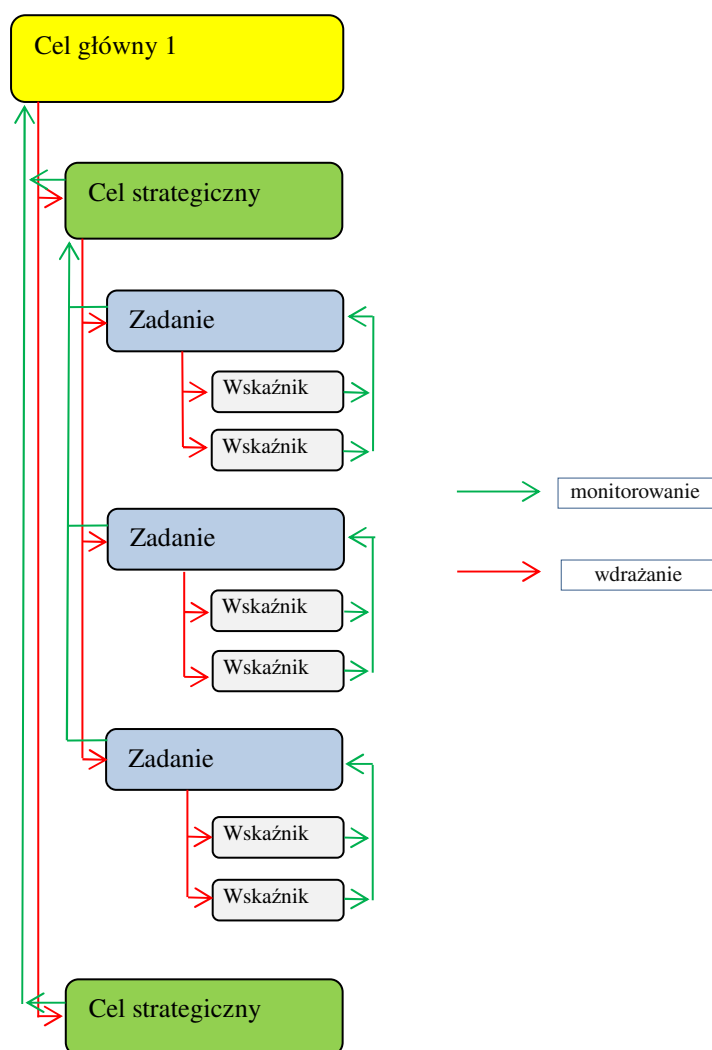 Cel główny 1
Cel strategiczny
Zadanie
Wskaźnik
Wskaźnik
monitorowanie
Zadanie
wdrażanie
Wskaźnik
Wskaźnik
Zadanie
Wskaźnik
Wskaźnik
Cel strategiczny